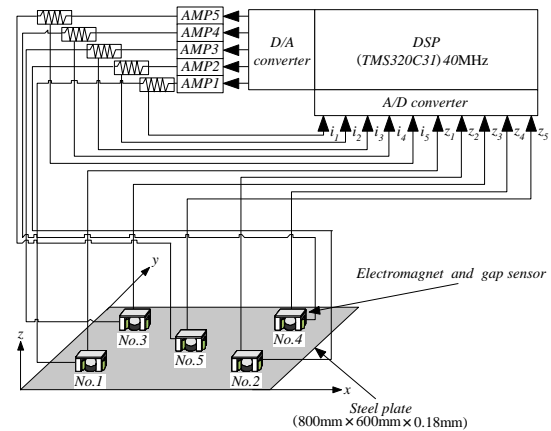 AMP5
AMP4
AMP3
AMP2
AMP1
D/A
converter
DSP
(TMS320C31) 40MHz
A/D converter
i1 i2 i3 i4 i5 z1 z2 z3 z4 z5
y
Electromagnet and gap sensor
z
No.3
No.4
No.5
No.1
No.2
x
Steel plate
(800mm×600mm×0.18mm)